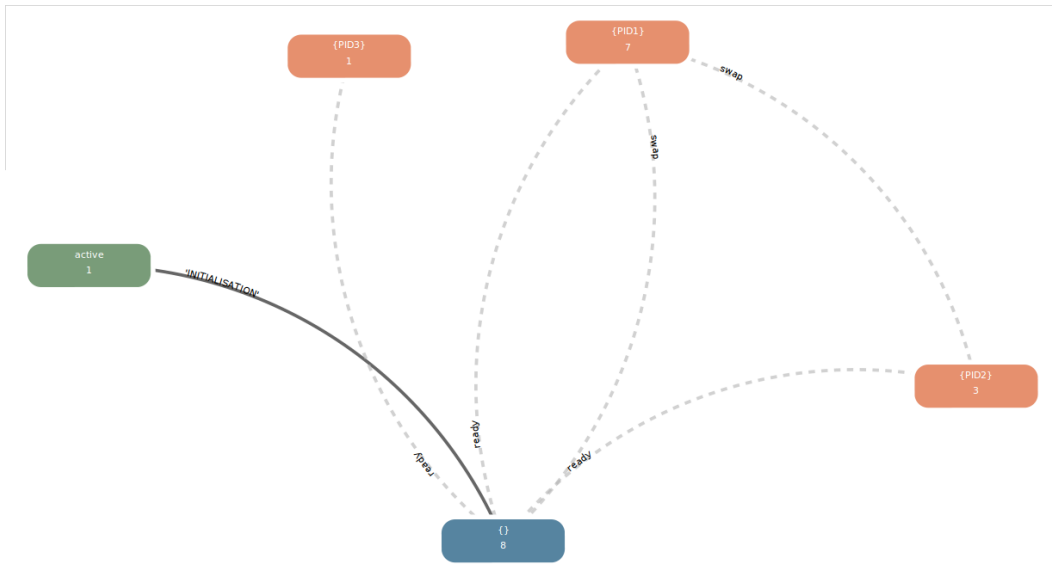 {PID3}
1
{PID1}
7
swap
swap
active
1
'INITIALISATION'
{PID2}
3
ready
ready
ready
{}
8